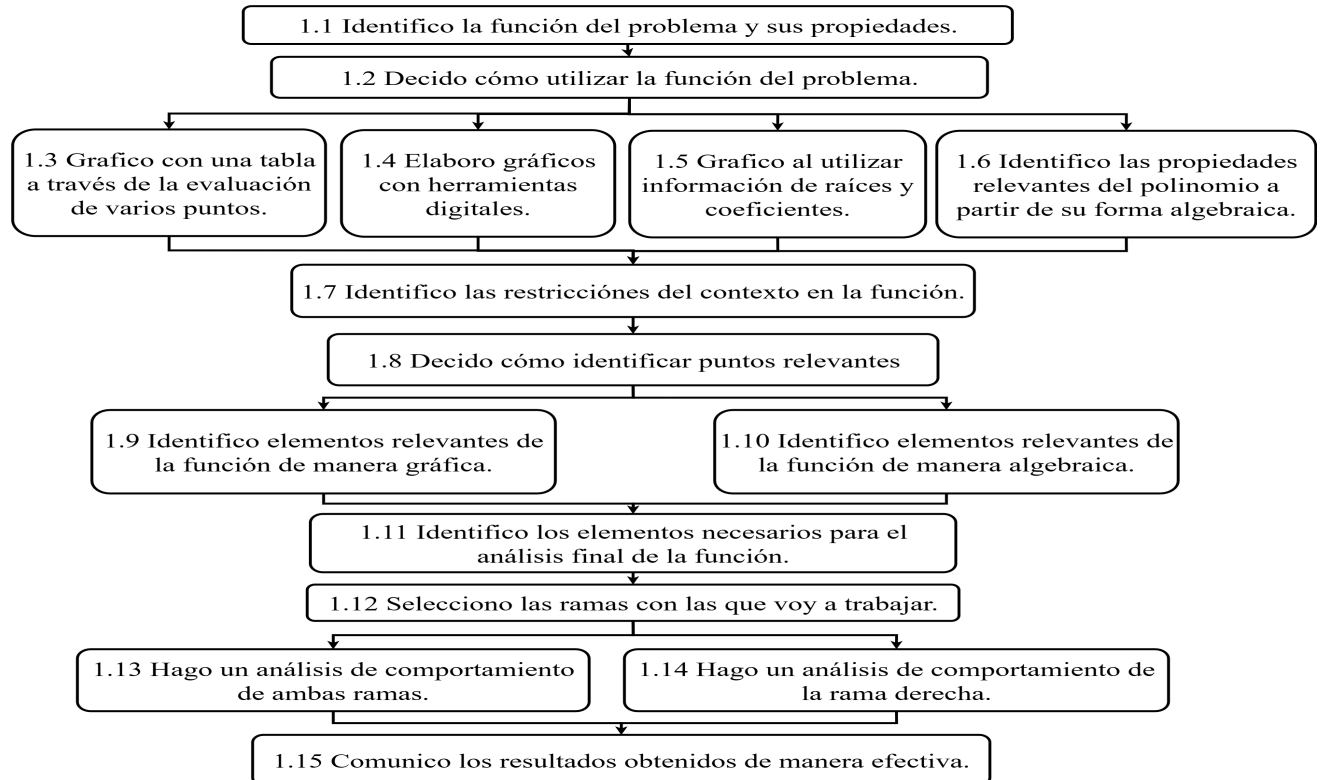 1.1 Identifico la función del problema y sus propiedades.
1.2 Decido cómo utilizar la función del problema.
1.3 Grafico con una tabla
a través de la evaluación
de varios puntos.
1.4 Elaboro gráficos
con herramientas
digitales.
1.5 Grafico al utilizar
información de raíces y
coeficientes.
1.6 Identifico las propiedades
relevantes del polinomio a
partir de su forma algebraica.
1.7 Identifico las restricciónes del contexto en la función.
1.8 Decido cómo identificar puntos relevantes
1.9 Identifico elementos relevantes de
la función de manera gráfica.
1.10 Identifico elementos relevantes de
la función de manera algebraica.
1.11 Identifico los elementos necesarios para el
análisis final de la función.
1.12 Selecciono las ramas con las que voy a trabajar.
1.13 Hago un análisis de comportamiento
de ambas ramas.
1.14 Hago un análisis de comportamiento de
la rama derecha.
1.15 Comunico los resultados obtenidos de manera efectiva.